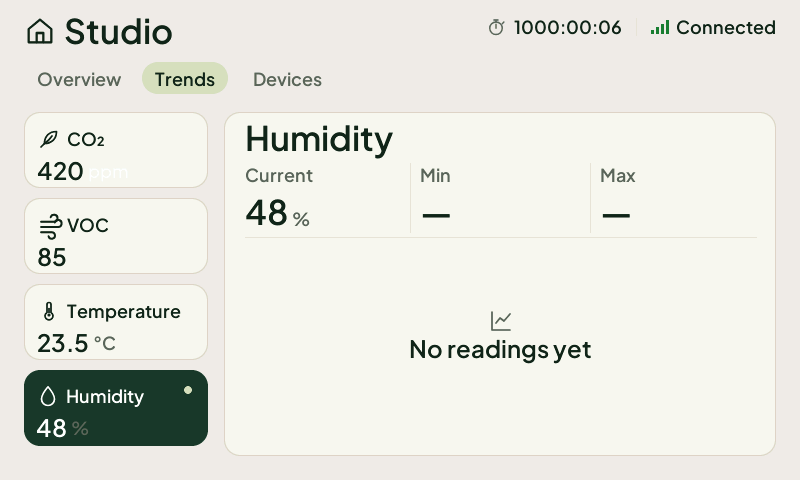 Studio
1000:00:06
Connected
Overview
Trends
Devices
CO₂
420 ppm
VOC
85
Temperature
23.5 °C
Humidity
48 %
Humidity
Current
Min
Max
48 %
—
—
No readings yet